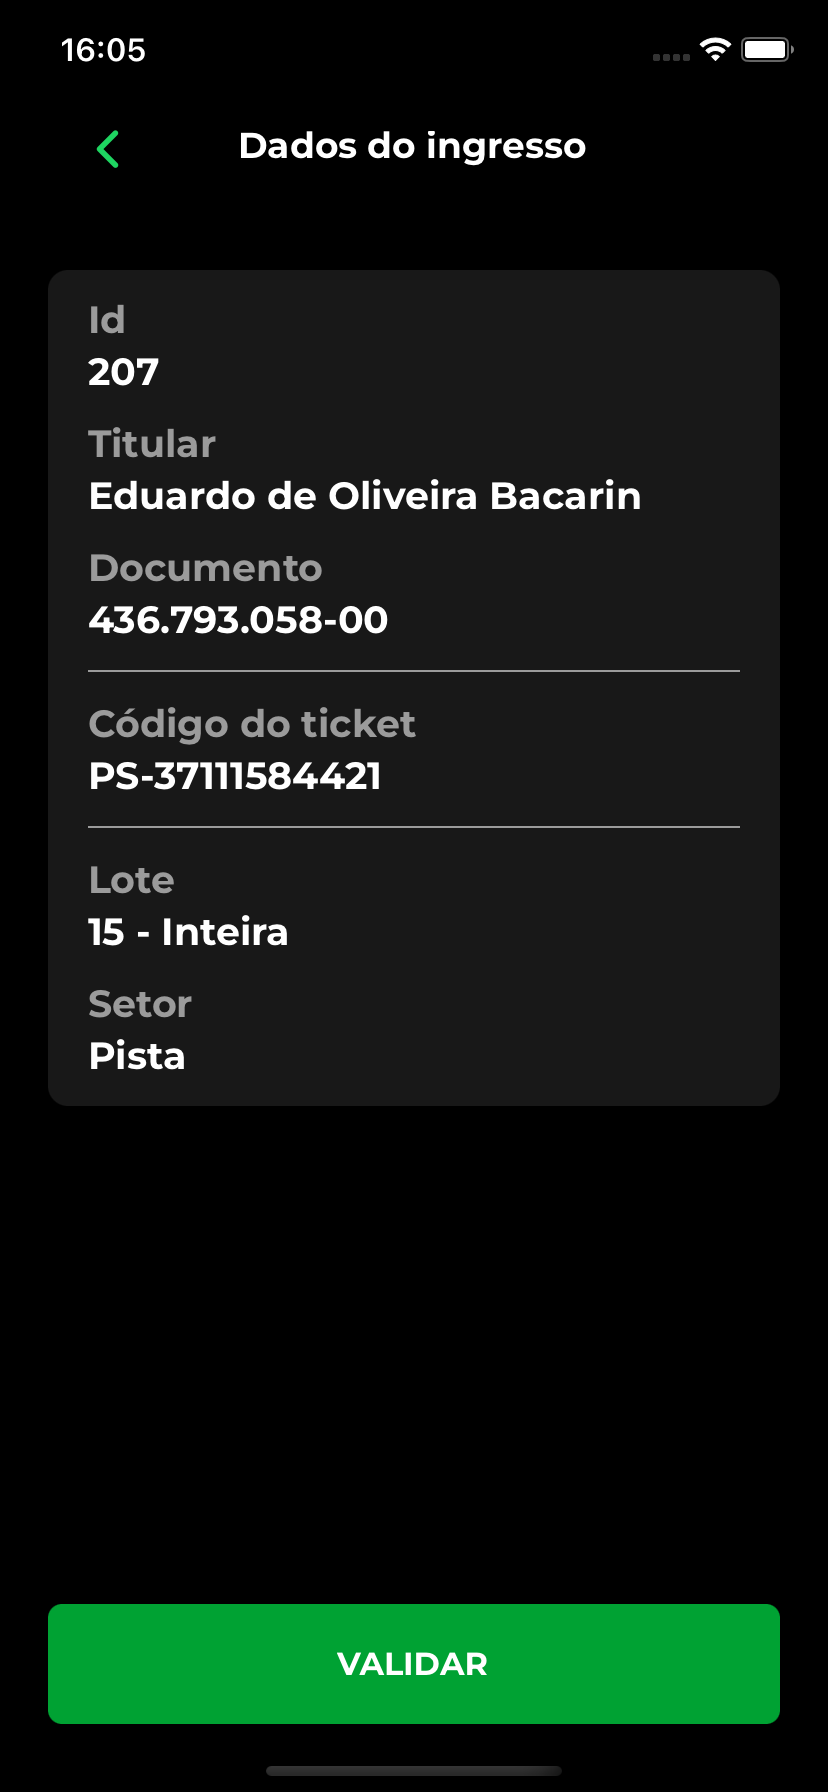 16:05
Dados do ingresso
Id
207
Titular
Eduardo de Oliveira Bacarin
Documento
436.793.058-00
Código do ticket
PS-37111584421
Lote
15 - Inteira
Setor
Pista
VALIDAR